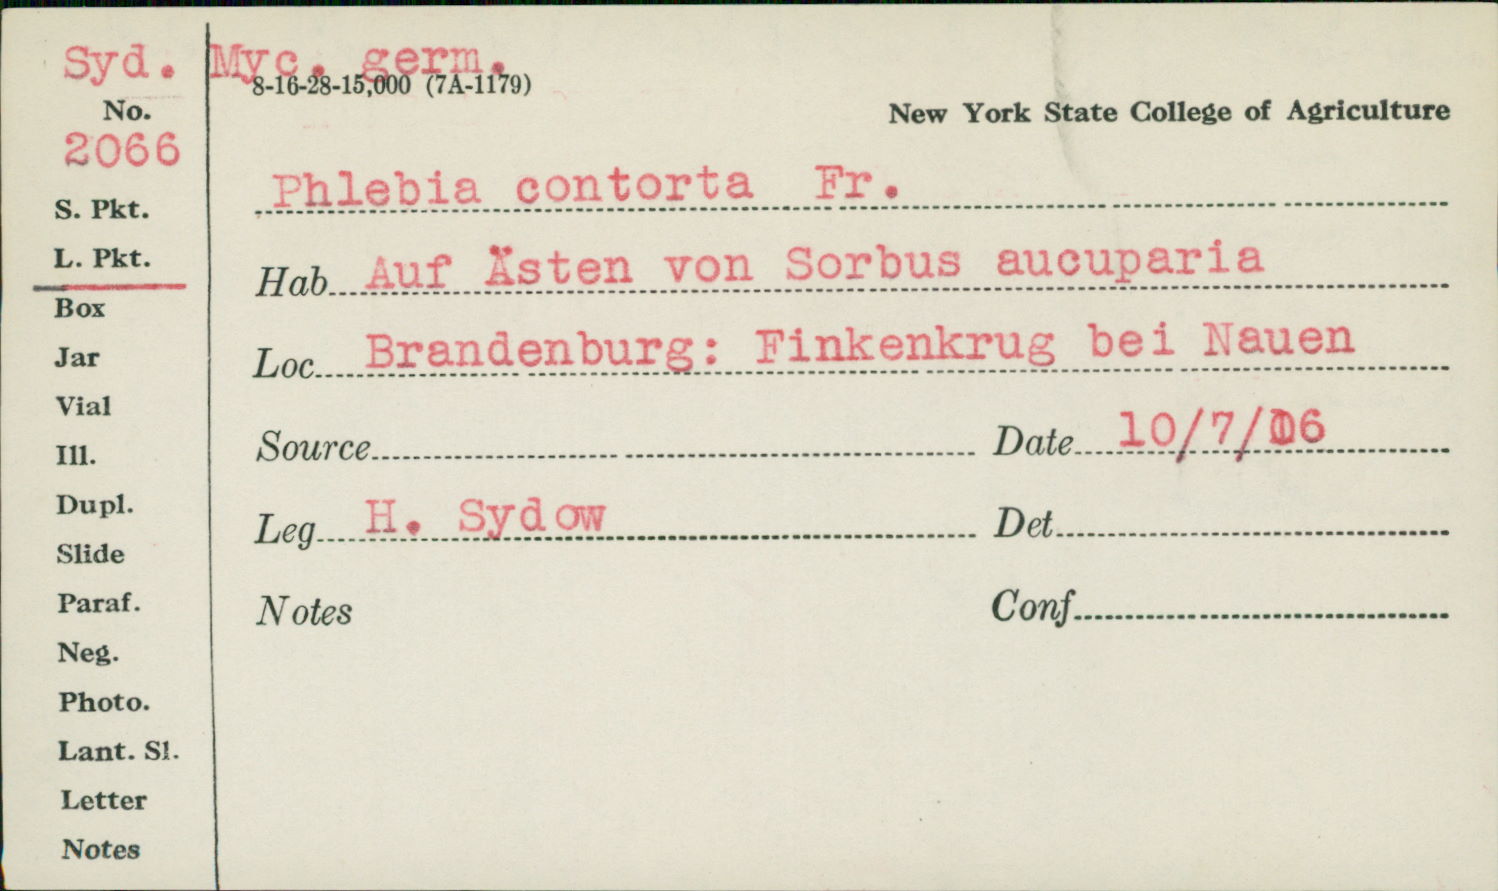 Syd. Myc. germ.
8-16-28-15,000 (7A-1179)
No.
New York State College of Agriculture
2066
Phlebia contorta Fr.
S. Pkt.
L. Pkt.
Hab. Auf Ästen von Sorbus aucuparia
Box
Loc. Brandenburg: Finkenkrug bei Nauen
Jar
Vial
Source Date 10/7/06
Ill.
Dupl.
Leg. H. Sydow Det.
Slide
Paraf.
Notes Conf.
Neg.
Photo.
Lant. Sl.
Letter
Notes